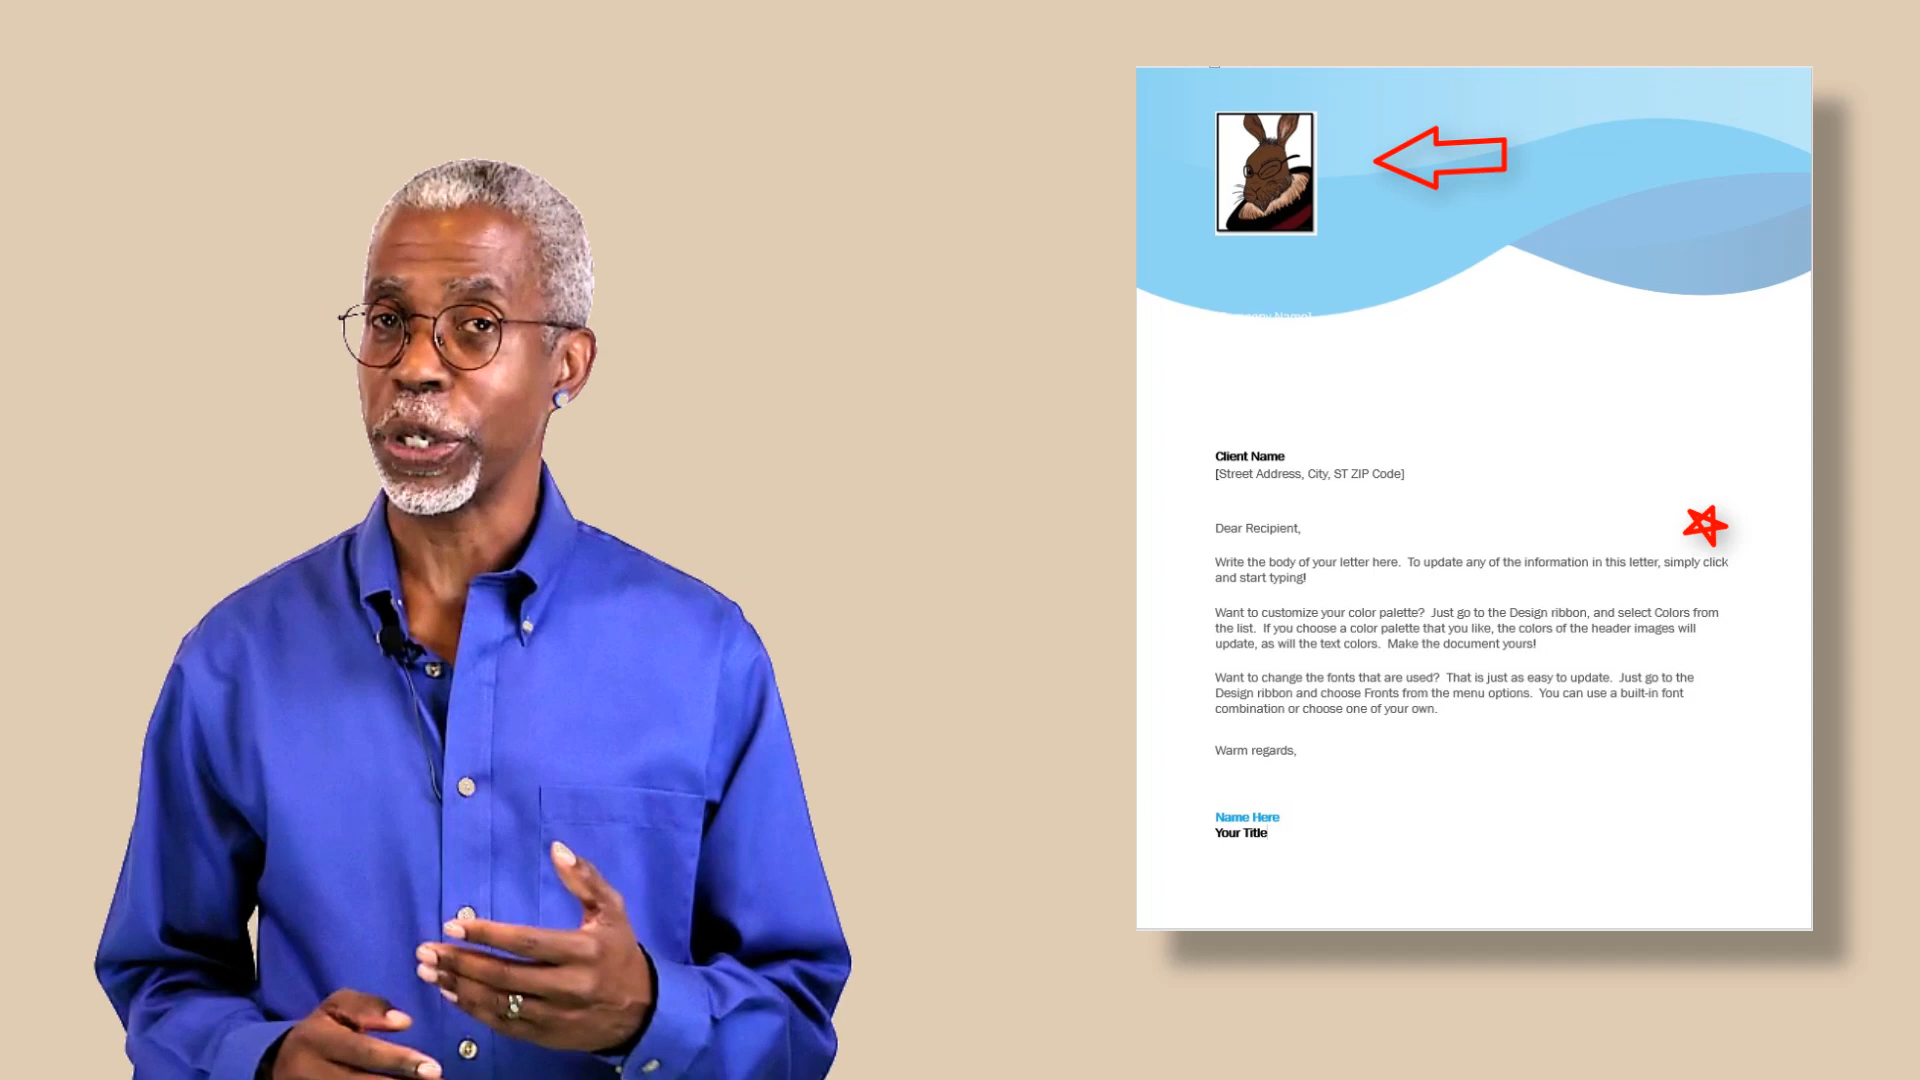 Name]
Client Name
[Street Address, City, ST ZIP Code]
Dear Recipient,
Write the body of your letter here.  To update any of the information in this letter, simply click
and start typing!
Want to customize your color palette?  Just go to the Design ribbon, and select Colors from
the list.  If you choose a color palette that you like, the colors of the header images will
update, as will the text colors.  Make the document yours!
Want to change the fonts that are used?  That is just as easy to update.  Just go to the
Design ribbon and choose Fronts from the menu options.  You can use a built-in font
combination or choose one of your own.
Warm regards,
Name Here
Your Title